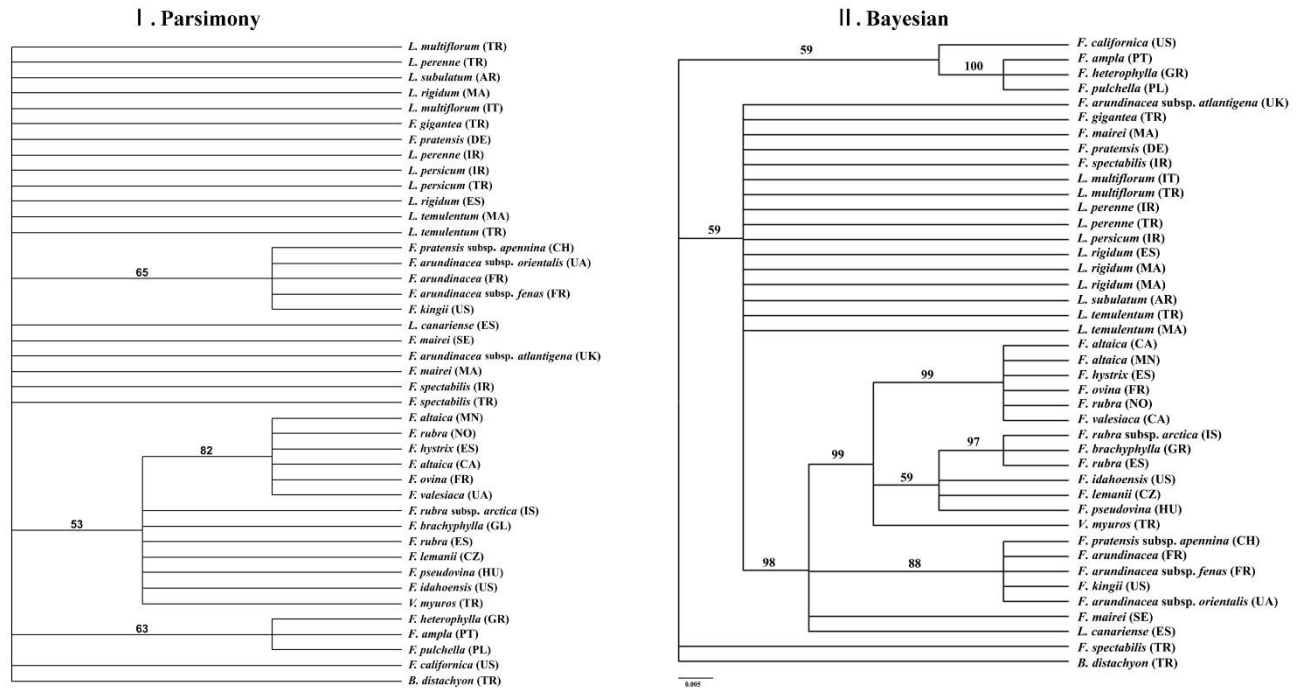 I. Parsimony
L. multiflorum (TR)
L. perenne (TR)
L. subulatum (AR)
L. rigidum (MA)
L. multiflorum (IT)
F. gigantea (TR)
F. pratensis (DE)
L. perenne (IR)
L. persicum (IR)
L. persicum (TR)
L. rigidum (ES)
L. temulentum (MA)
L. temulentum (TR)
F. pratensis subsp. apennina (CH)
F. arundinacea subsp. orientalis (UA)
65
F. arundinacea (FR)
F. arundinacea subsp. fenas (FR)
F. kingii (US)
L. canariense (ES)
F. mairei (SE)
F. arundinacea subsp. atlantigena (UK)
F. mairei (MA)
F. spectabilis (IR)
F. spectabilis (TR)
F. altaica (MN)
F. rubra (NO)
82
F. hystrix (ES)
F. altaica (CA)
F. ovina (FR)
F. valesiaca (UA)
F. rubra subsp. arctica (IS)
53
F. brachyphylla (GL)
F. rubra (ES)
F. lemanii (CZ)
F. pseudovina (HU)
F. idahoensis (US)
V. myuros (TR)
F. heterophylla (GR)
63
F. ampla (PT)
F. pulchella (PL)
F. californica (US)
B. distachyon (TR)
II. Bayesian
59
F. californica (US)
F. ampla (PT)
100
F. heterophylla (GR)
F. pulchella (PL)
F. arundinacea subsp. atlantigena (UK)
F. gigantea (TR)
F. mairei (MA)
F. pratensis (DE)
F. spectabilis (IR)
L. multiflorum (IT)
L. multiflorum (TR)
L. perenne (IR)
L. perenne (TR)
59
L. persicum (IR)
L. rigidum (ES)
L. rigidum (MA)
L. rigidum (MA)
L. subulatum (AR)
L. temulentum (TR)
L. temulentum (MA)
F. altaica (CA)
F. altaica (MN)
99
F. hystrix (ES)
F. ovina (FR)
F. rubra (NO)
F. valesiaca (CA)
F. rubra subsp. arctica (IS)
97
F. brachyphylla (GR)
99
F. rubra (ES)
59
F. idahoensis (US)
F. lemanii (CZ)
F. pseudovina (HU)
V. myuros (TR)
F. pratensis subsp. apennina (CH)
F. arundinacea (FR)
98
88
F. arundinacea subsp. fenas (FR)
F. kingii (US)
F. arundinacea subsp. orientalis (UA)
F. mairei (SE)
L. canariense (ES)
F. spectabilis (TR)
B. distachyon (TR)
0.005